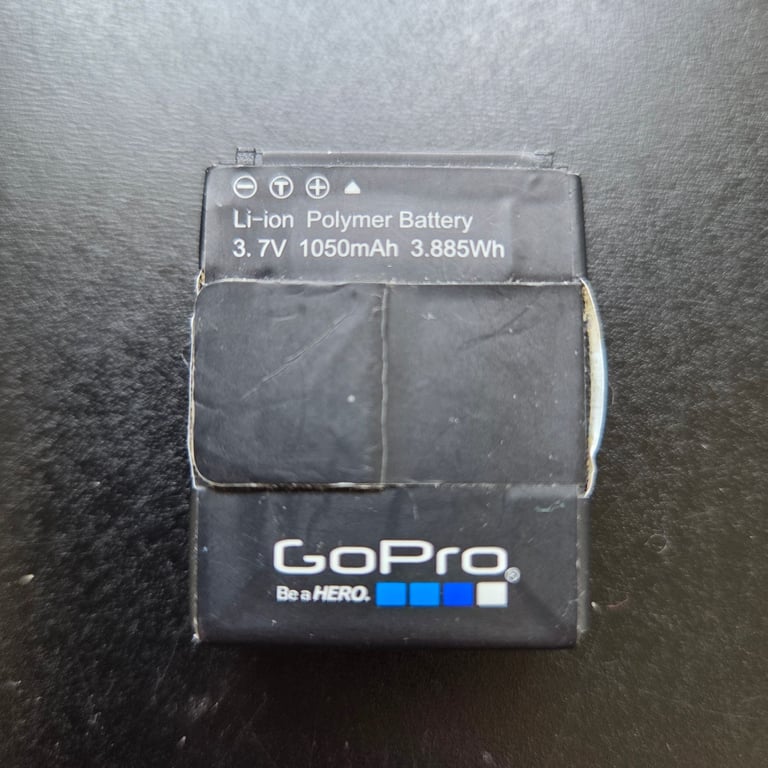 ⊖ Ⓣ ⊕ ▲
Li-ion Polymer Battery
3.7V 1050mAh 3.885Wh
GoPro®
Be a HERO.